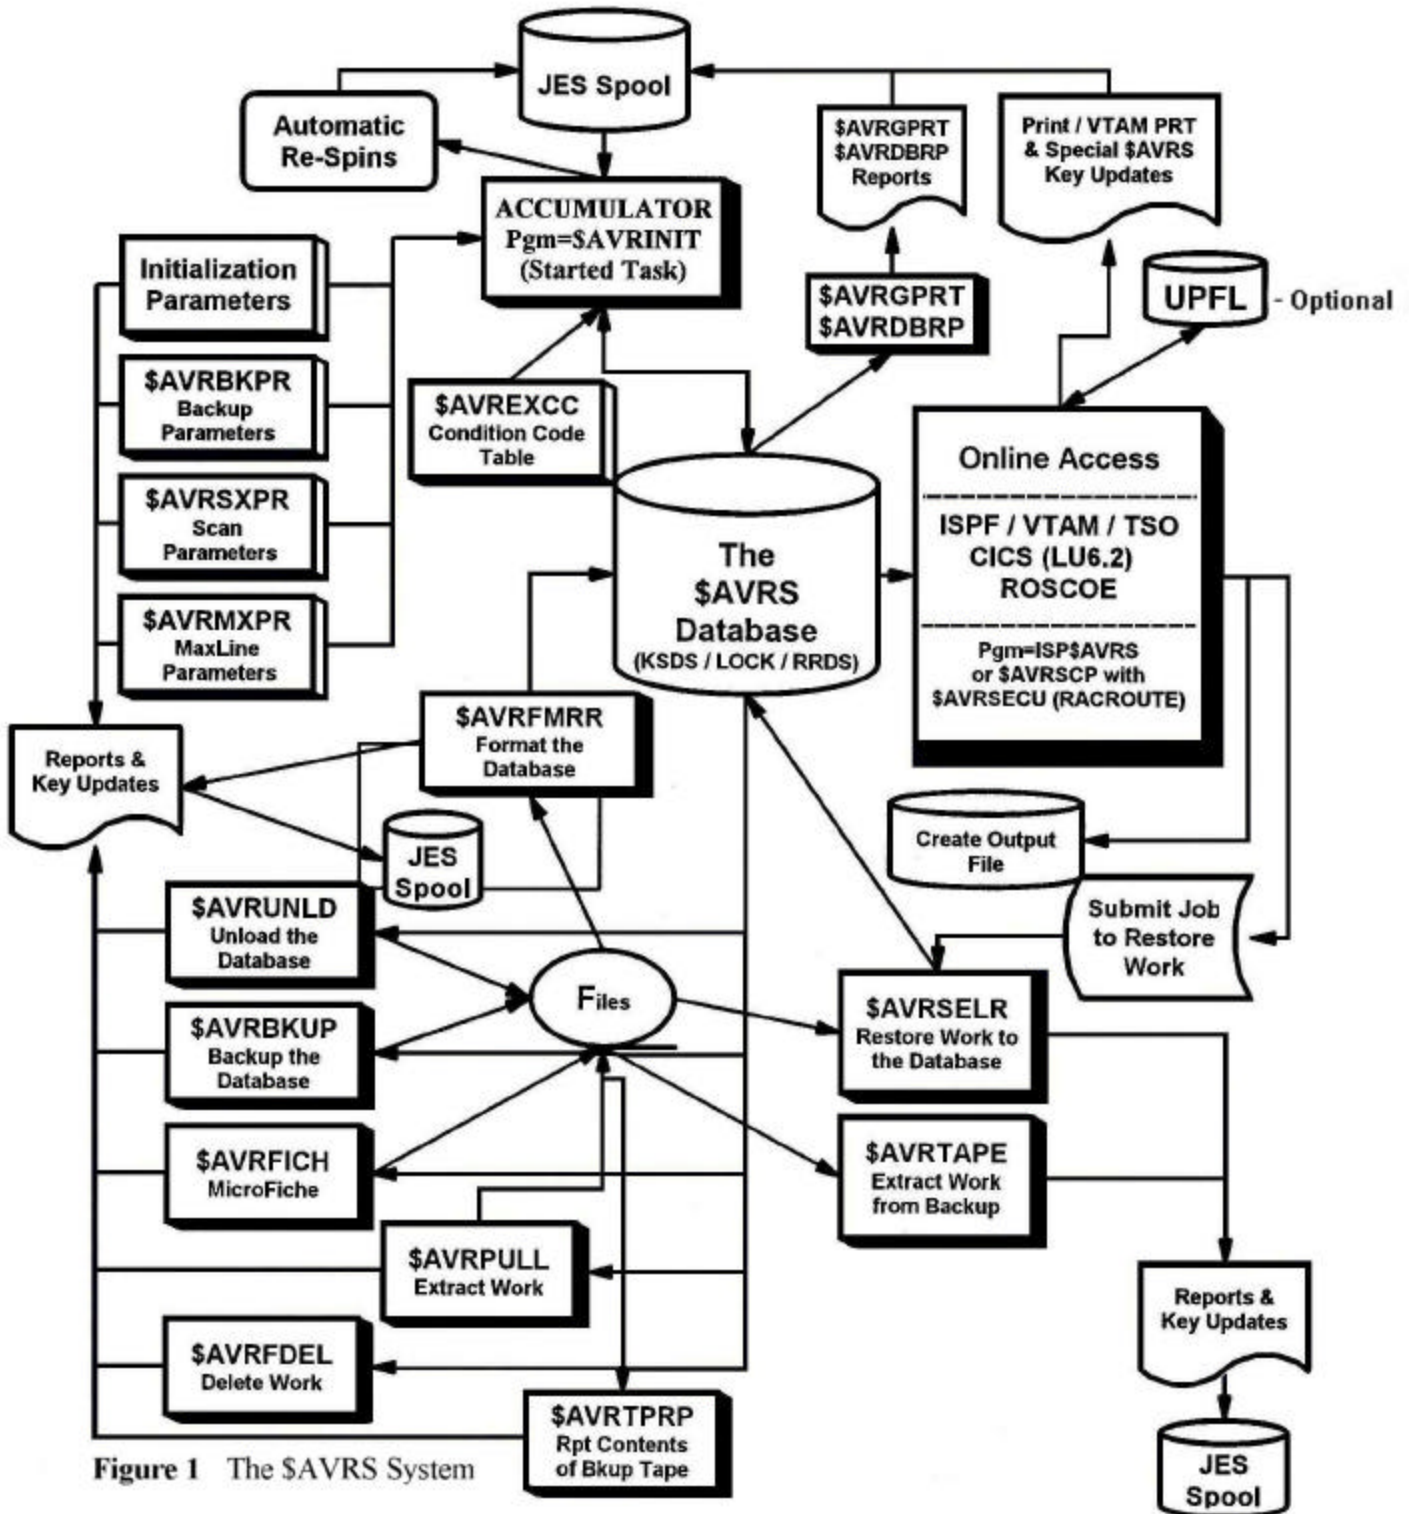 JES Spool
Automatic
Re-Spins
$AVRGPRT
$AVRDBRP
Reports
Print / VTAM PRT
& Special $AVRS
Key Updates
ACCUMULATOR
Pgm=$AVRINIT
(Started Task)
Initialization
Parameters
$AVRGPRT
$AVRDBRP
UPFL
- Optional
$AVRBKPR
Backup
Parameters
$AVREXCC
Condition Code
Table
$AVRSXPR
Scan
Parameters
$AVRMXPR
MaxLine
Parameters
The
$AVRS
Database
(KSDS / LOCK / RRDS)
Online Access
ISPF / VTAM / TSO
CICS (LU6.2)
ROSCOE
Pgm=ISP$AVRS
or $AVRSCP with
$AVRSECU (RACROUTE)
Reports &
Key Updates
$AVRFMRR
Format the
Database
JES
Spool
Create Output
File
Submit Job
to Restore
Work
$AVRUNLD
Unload the
Database
Files
$AVRSELR
Restore Work to
the Database
$AVRBKUP
Backup the
Database
$AVRFICH
MicroFiche
$AVRTAPE
Extract Work
from Backup
$AVRPULL
Extract Work
$AVRFDEL
Delete Work
Reports &
Key Updates
$AVRTPRP
Rpt Contents
of Bkup Tape
JES
Spool
Figure 1 The $AVRS System